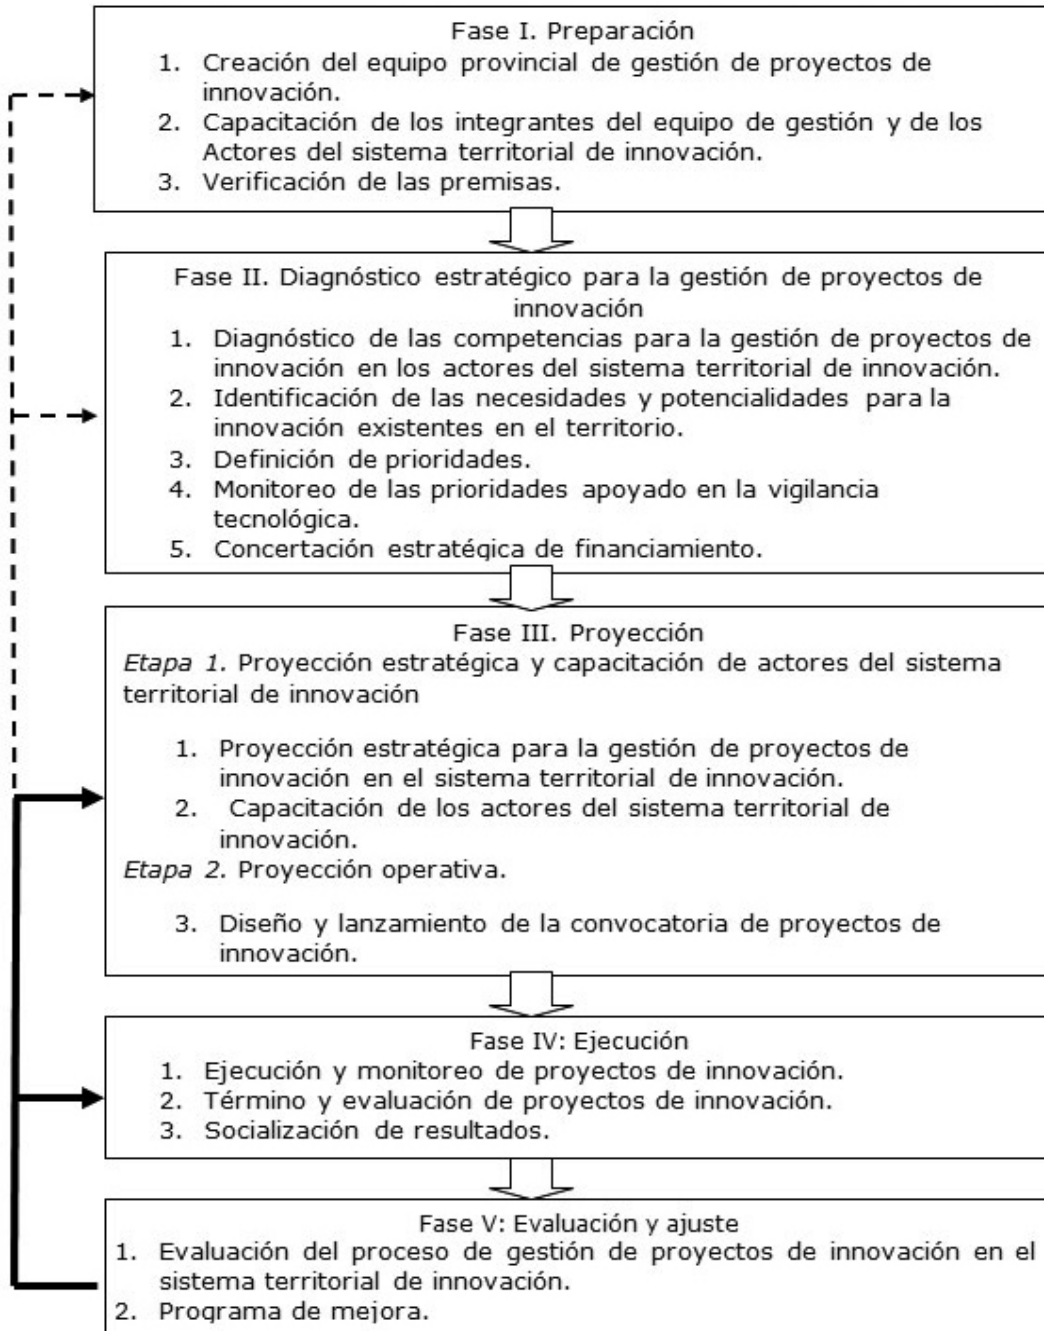 Fase I. Preparación
1. Creación del equipo provincial de gestión de proyectos de
innovación.
2. Capacitación de los integrantes del equipo de gestión y de los
Actores del sistema territorial de innovación.
3. Verificación de las premisas.
Fase II. Diagnóstico estratégico para la gestión de proyectos de
innovación
1. Diagnóstico de las competencias para la gestión de proyectos de
innovación en los actores del sistema territorial de innovación.
2. Identificación de las necesidades y potencialidades para la
innovación existentes en el territorio.
3. Definición de prioridades.
4. Monitoreo de las prioridades apoyado en la vigilancia
tecnológica.
5. Concertación estratégica de financiamiento.
Fase III. Proyección
Etapa 1. Proyección estratégica y capacitación de actores del sistema
territorial de innovación
1. Proyección estratégica para la gestión de proyectos de
innovación en el sistema territorial de innovación.
2. Capacitación de los actores del sistema territorial de
innovación.
Etapa 2. Proyección operativa.
3. Diseño y lanzamiento de la convocatoria de proyectos de
innovación.
Fase IV: Ejecución
1. Ejecución y monitoreo de proyectos de innovación.
2. Término y evaluación de proyectos de innovación.
3. Socialización de resultados.
Fase V: Evaluación y ajuste
1. Evaluación del proceso de gestión de proyectos de innovación en el
sistema territorial de innovación.
2. Programa de mejora.